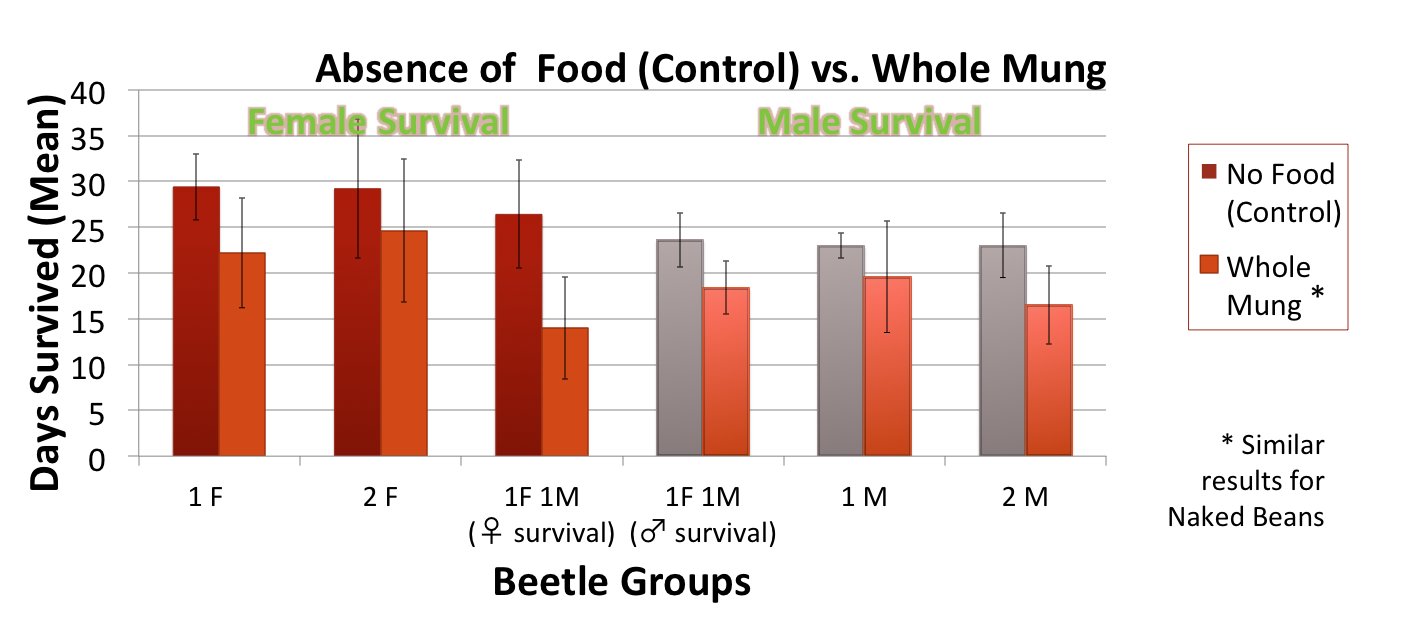 Absence of  Food (Control) vs. Whole Mung
Female Survival
Male Survival
Days Survived (Mean)
40
35
30
25
20
15
10
5
0
1 F
2 F
1F 1M
(♀ survival)
1F 1M
(♂ survival)
1 M
2 M
Beetle Groups
No Food
(Control)
Whole
Mung *
* Similar
results for
Naked Beans